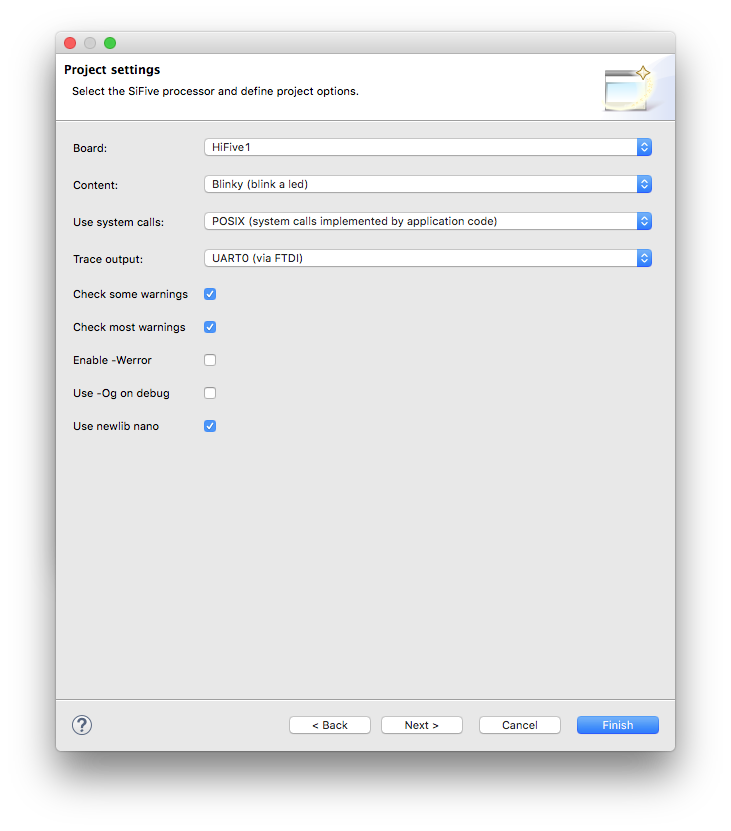 Project settings
Select the SiFive processor and define project options.
Board: HiFive1
Content: Blinky (blink a led)
Use system calls: POSIX (system calls implemented by application code)
Trace output: UART0 (via FTDI)
Check some warnings
Check most warnings
Enable -Werror
Use -Og on debug
Use newlib nano
? < Back Next > Cancel Finish